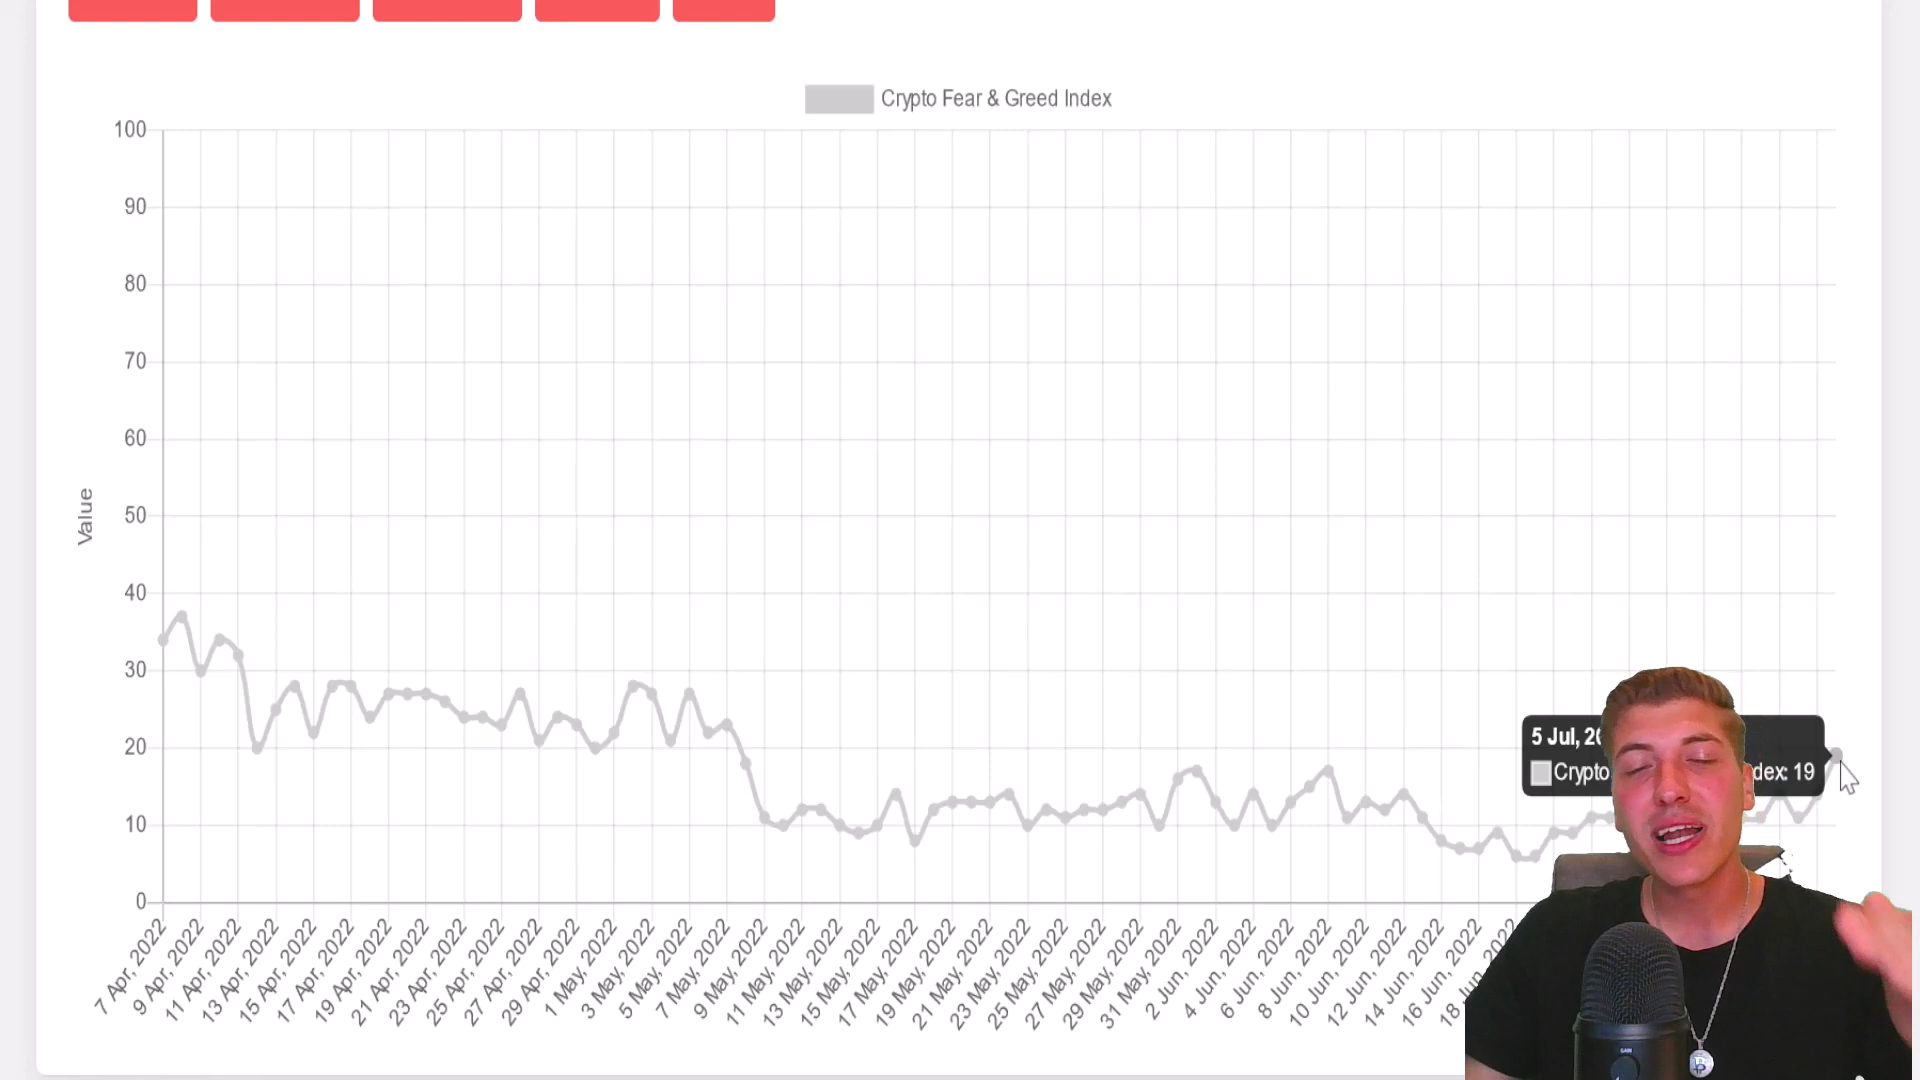 Crypto Fear & Greed Index
100
90
80
70
60
50
40
30
20
10
0
Value
5 Jul,
Crypto
19
7 Apr, 2022
9 Apr, 2022
11 Apr, 2022
13 Apr, 2022
15 Apr, 2022
17 Apr, 2022
19 Apr, 2022
21 Apr, 2022
23 Apr, 2022
25 Apr, 2022
27 Apr, 2022
29 Apr, 2022
1 May, 2022
3 May, 2022
5 May, 2022
7 May, 2022
9 May, 2022
11 May, 2022
13 May, 2022
15 May, 2022
17 May, 2022
19 May, 2022
21 May, 2022
23 May, 2022
25 May, 2022
27 May, 2022
29 May, 2022
31 May, 2022
2 Jun, 2022
4 Jun, 2022
6 Jun, 2022
8 Jun, 2022
10 Jun, 2022
12 Jun, 2022
14 Jun, 2022
16 Jun, 2022
18 Jun, 2022